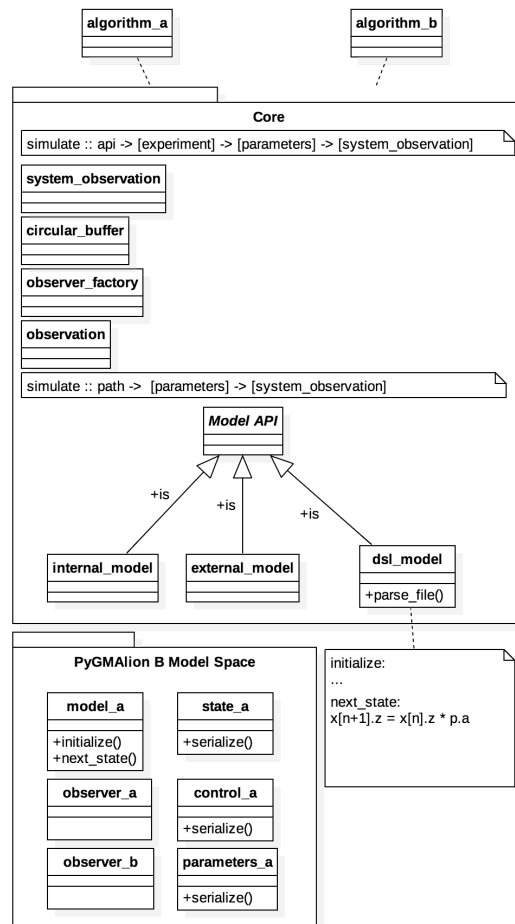 algorithm_a
algorithm_b
Core
simulate :: api -> [experiment] -> [parameters] -> [system_observation]
system_observation
circular_buffer
observer_factory
observation
simulate :: path -> [parameters] -> [system_observation]
Model API
+is
+is
+is
internal_model
external_model
dsl_model
+parse_file()
PyGMAlion B Model Space
model_a
+initialize()
+next_state()
state_a
+serialize()
observer_a
control_a
+serialize()
observer_b
parameters_a
+serialize()
initialize:
...
next_state:
x[n+1].z = x[n].z * p.a